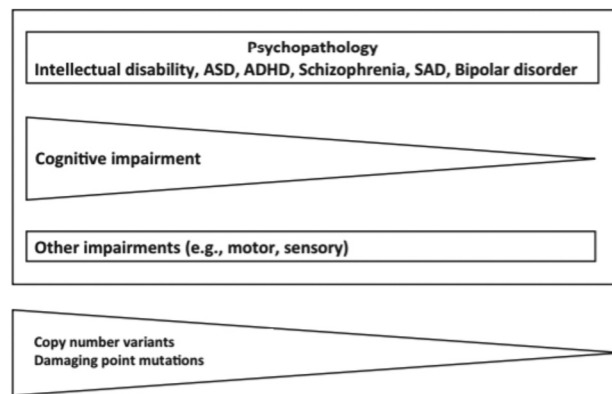 Psychopathology
Intellectual disability, ASD, ADHD, Schizophrenia, SAD, Bipolar disorder
Cognitive impairment
Other impairments (e.g., motor, sensory)
Copy number variants
Damaging point mutations